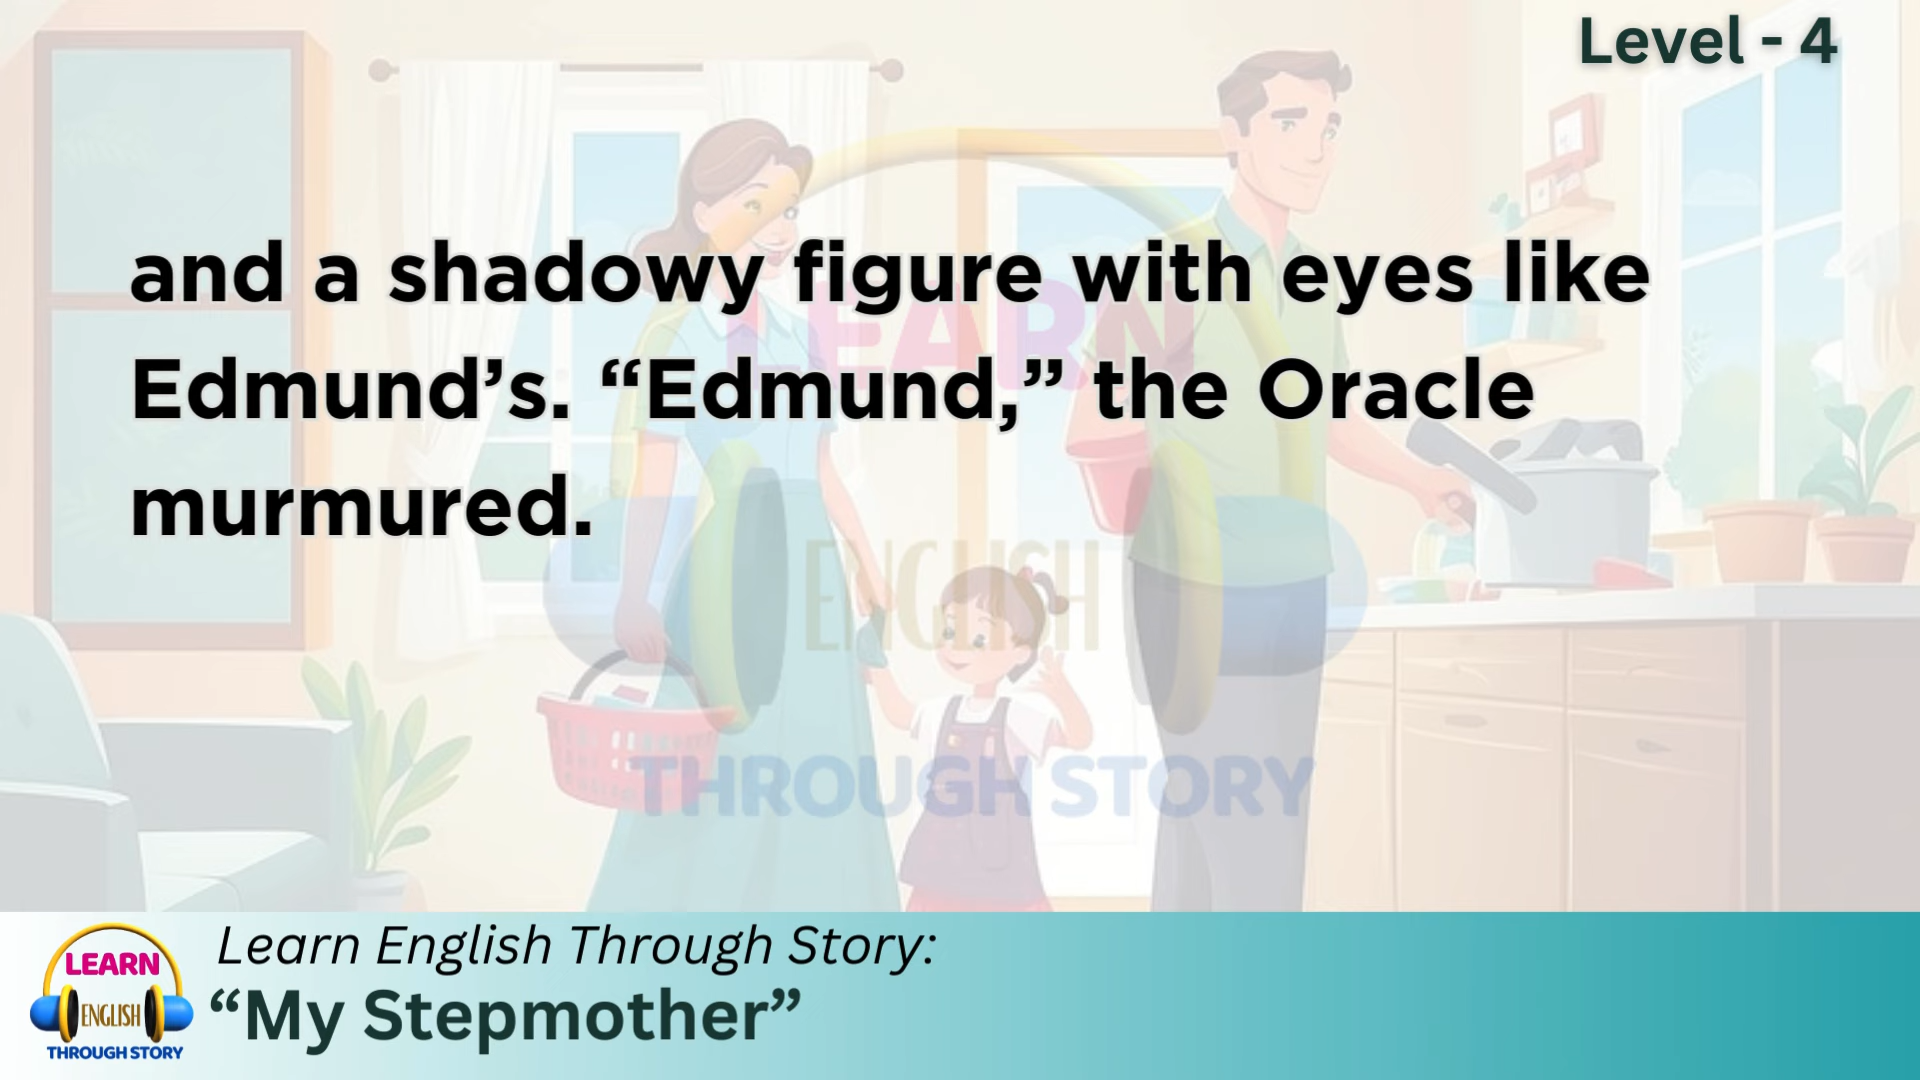 Level - 4
and a shadowy figure with eyes like
Edmund’s. “Edmund,” the Oracle
murmured.
LEARN
ENGLISH
THROUGH STORY
Learn English Through Story:
“My Stepmother”
LEARN
ENGLISH
THROUGH STORY